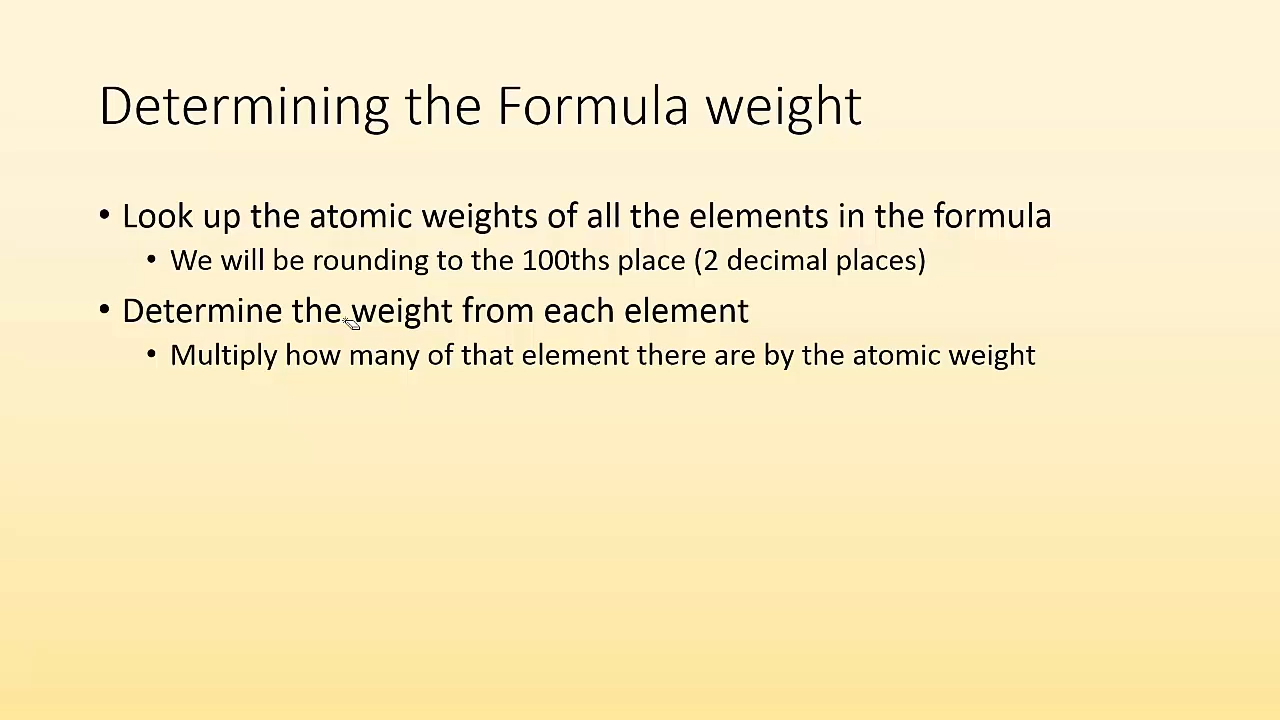 Determining the Formula weight
• Look up the atomic weights of all the elements in the formula
• We will be rounding to the 100ths place (2 decimal places)
• Determine the weight from each element
• Multiply how many of that element there are by the atomic weight